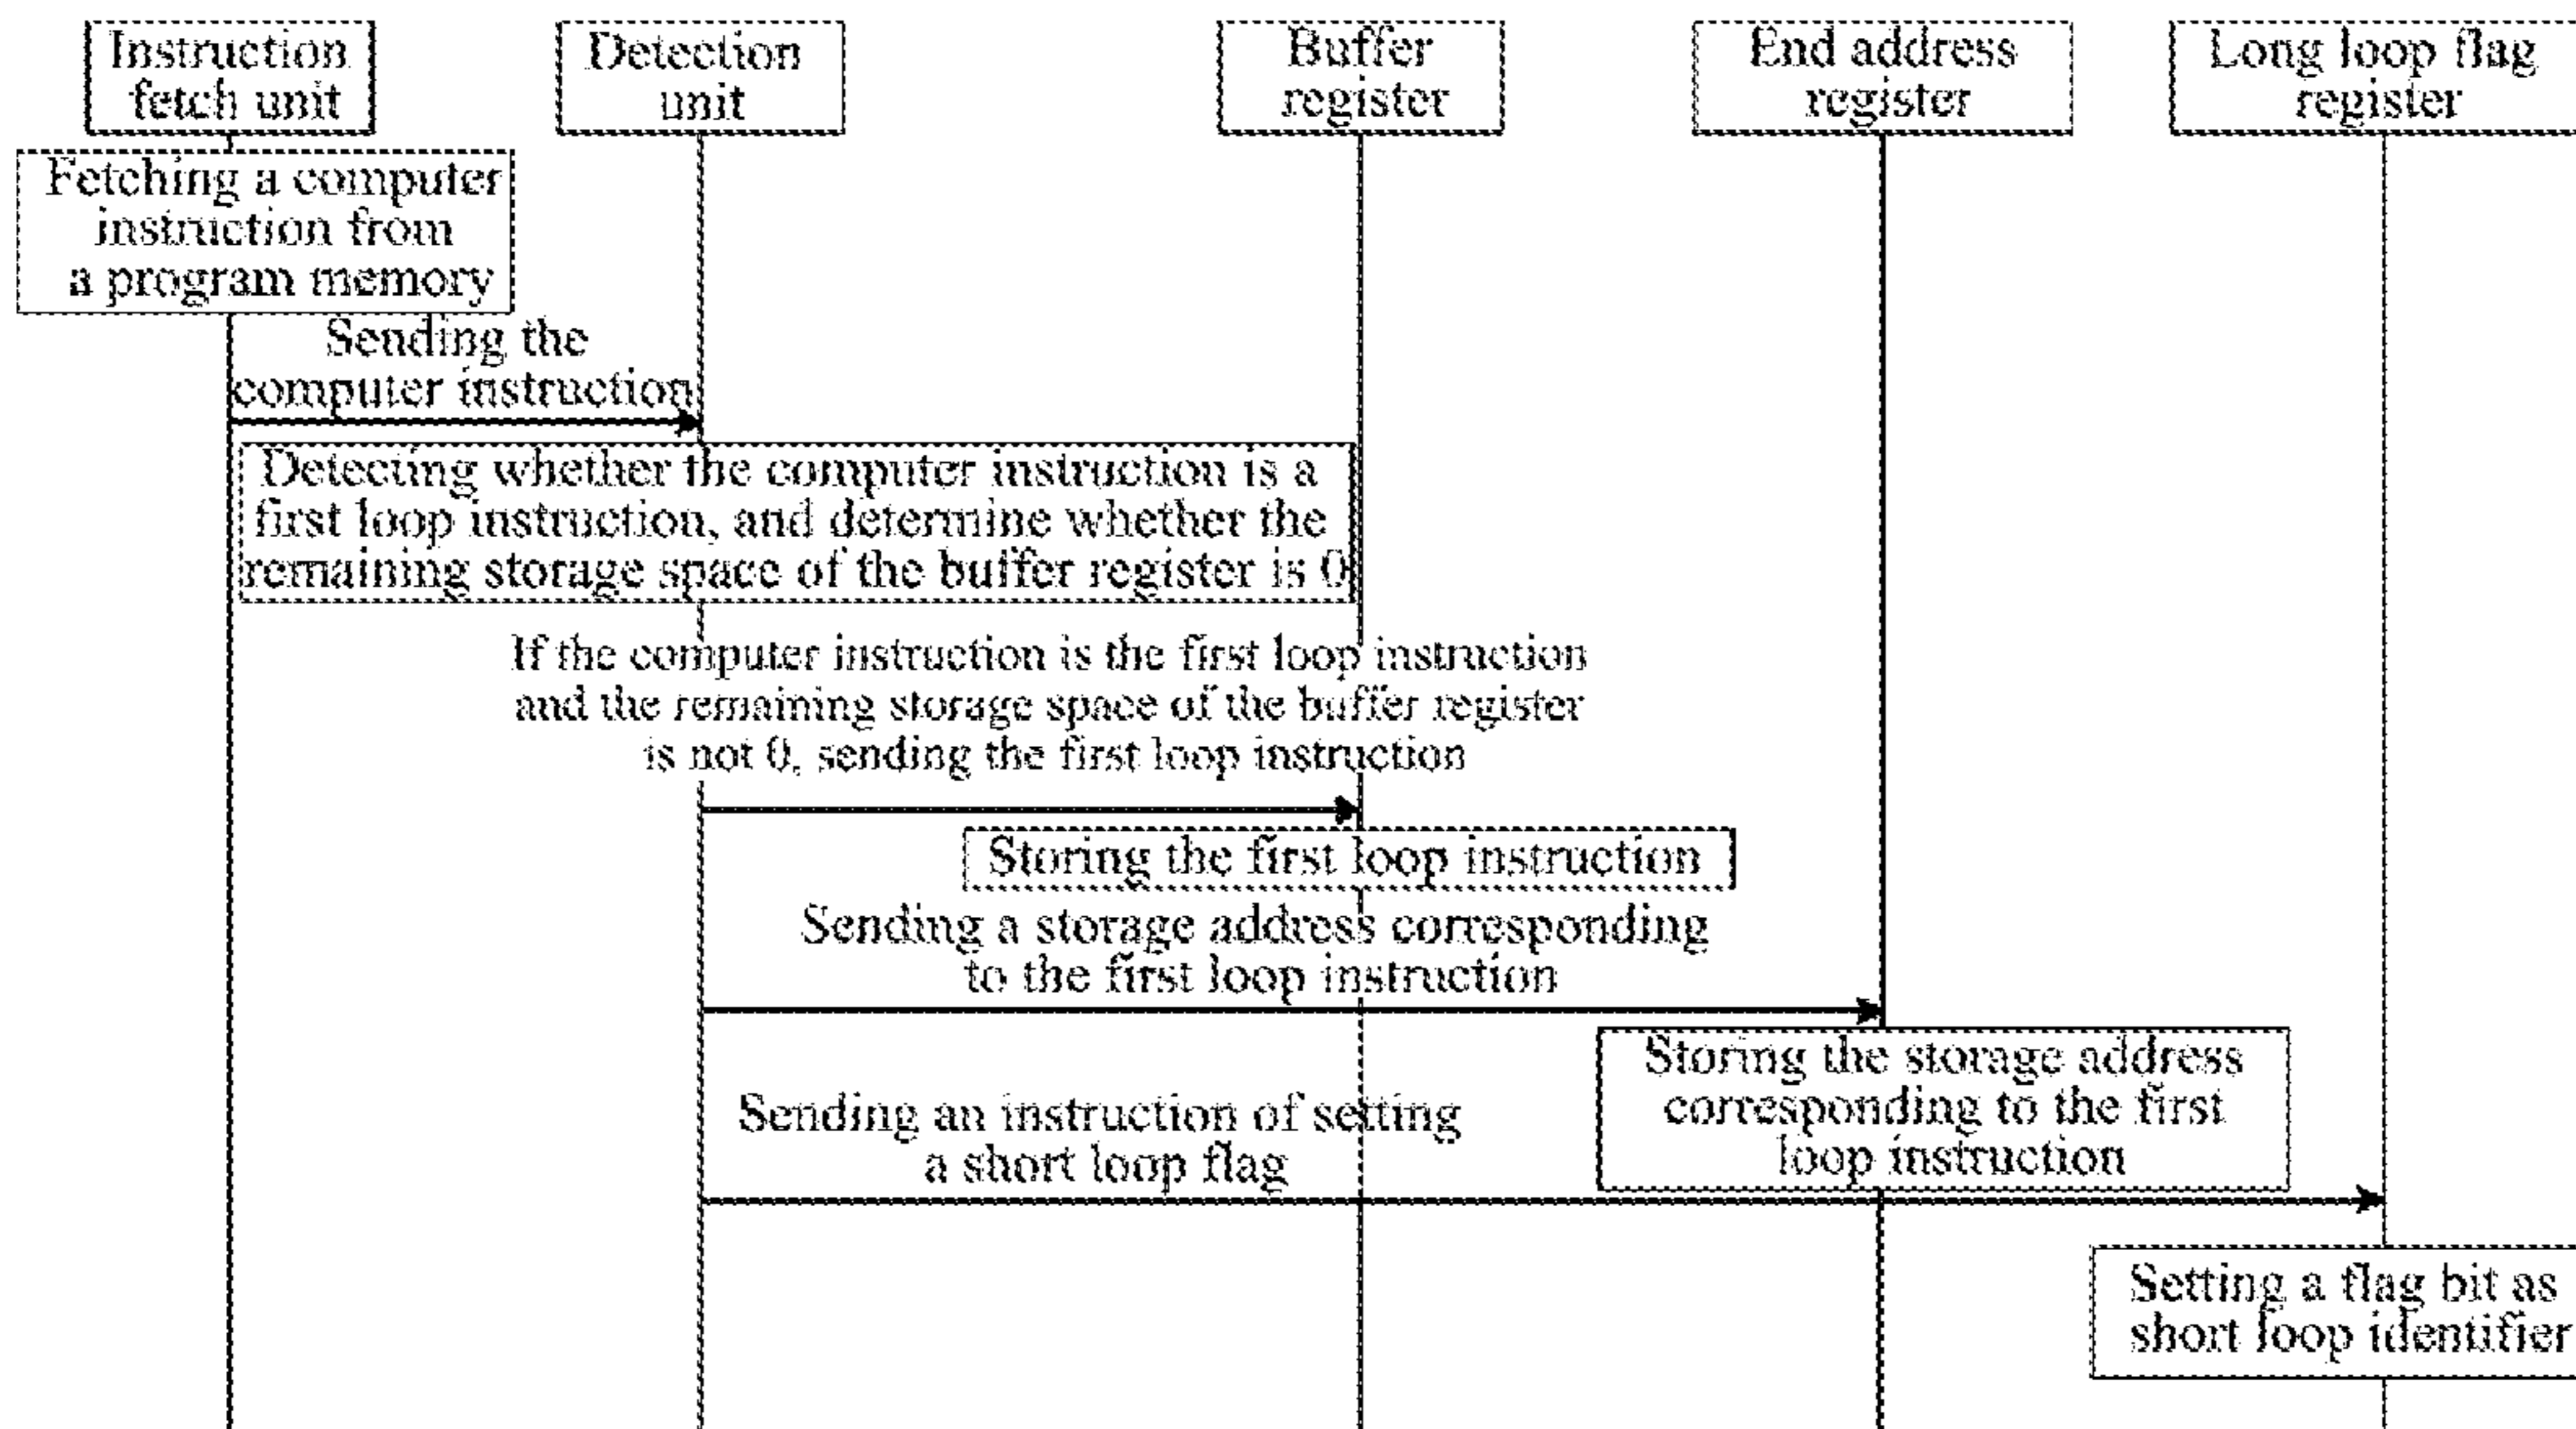 Instruction
fetch unit
Detection
unit
Buffer
register
End address
register
Long loop flag
register
Fetching a computer
instruction from
a program memory
Sending the
computer instruction
Detecting whether the computer instruction is a
first loop instruction, and determine whether the
remaining storage space of the buffer register is 0
If the computer instruction is the first loop instruction
and the remaining storage space of the buffer register
is not 0, sending the first loop instruction
Storing the first loop instruction
Sending a storage address corresponding
to the first loop instruction
Storing the storage address
corresponding to the first
loop instruction
Sending an instruction of setting
a short loop flag
Setting a flag bit as
short loop identifier